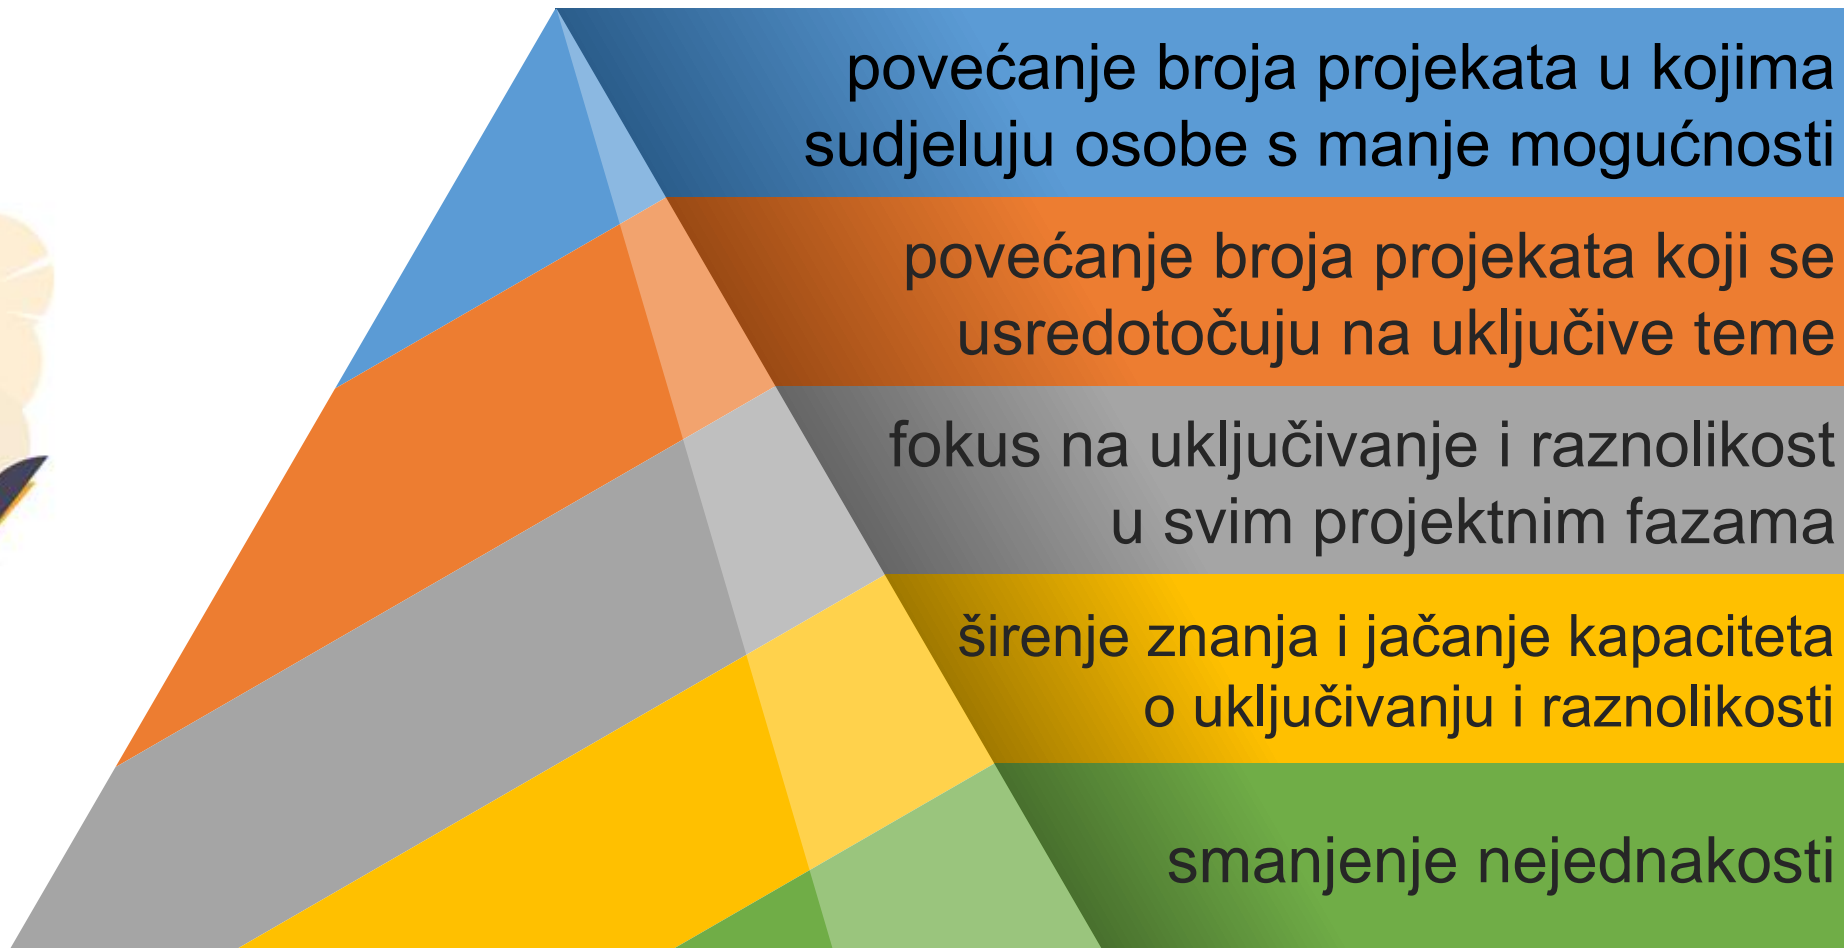 povećanje broja projekata u kojima
sudjeluju osobe s manje mogućnosti
povećanje broja projekata koji se
usredotočuju na uključive teme
fokus na uključivanje i raznolikost
u svim projektnim fazama
širenje znanja i jačanje kapaciteta
o uključivanju i raznolikosti
smanjenje nejednakosti